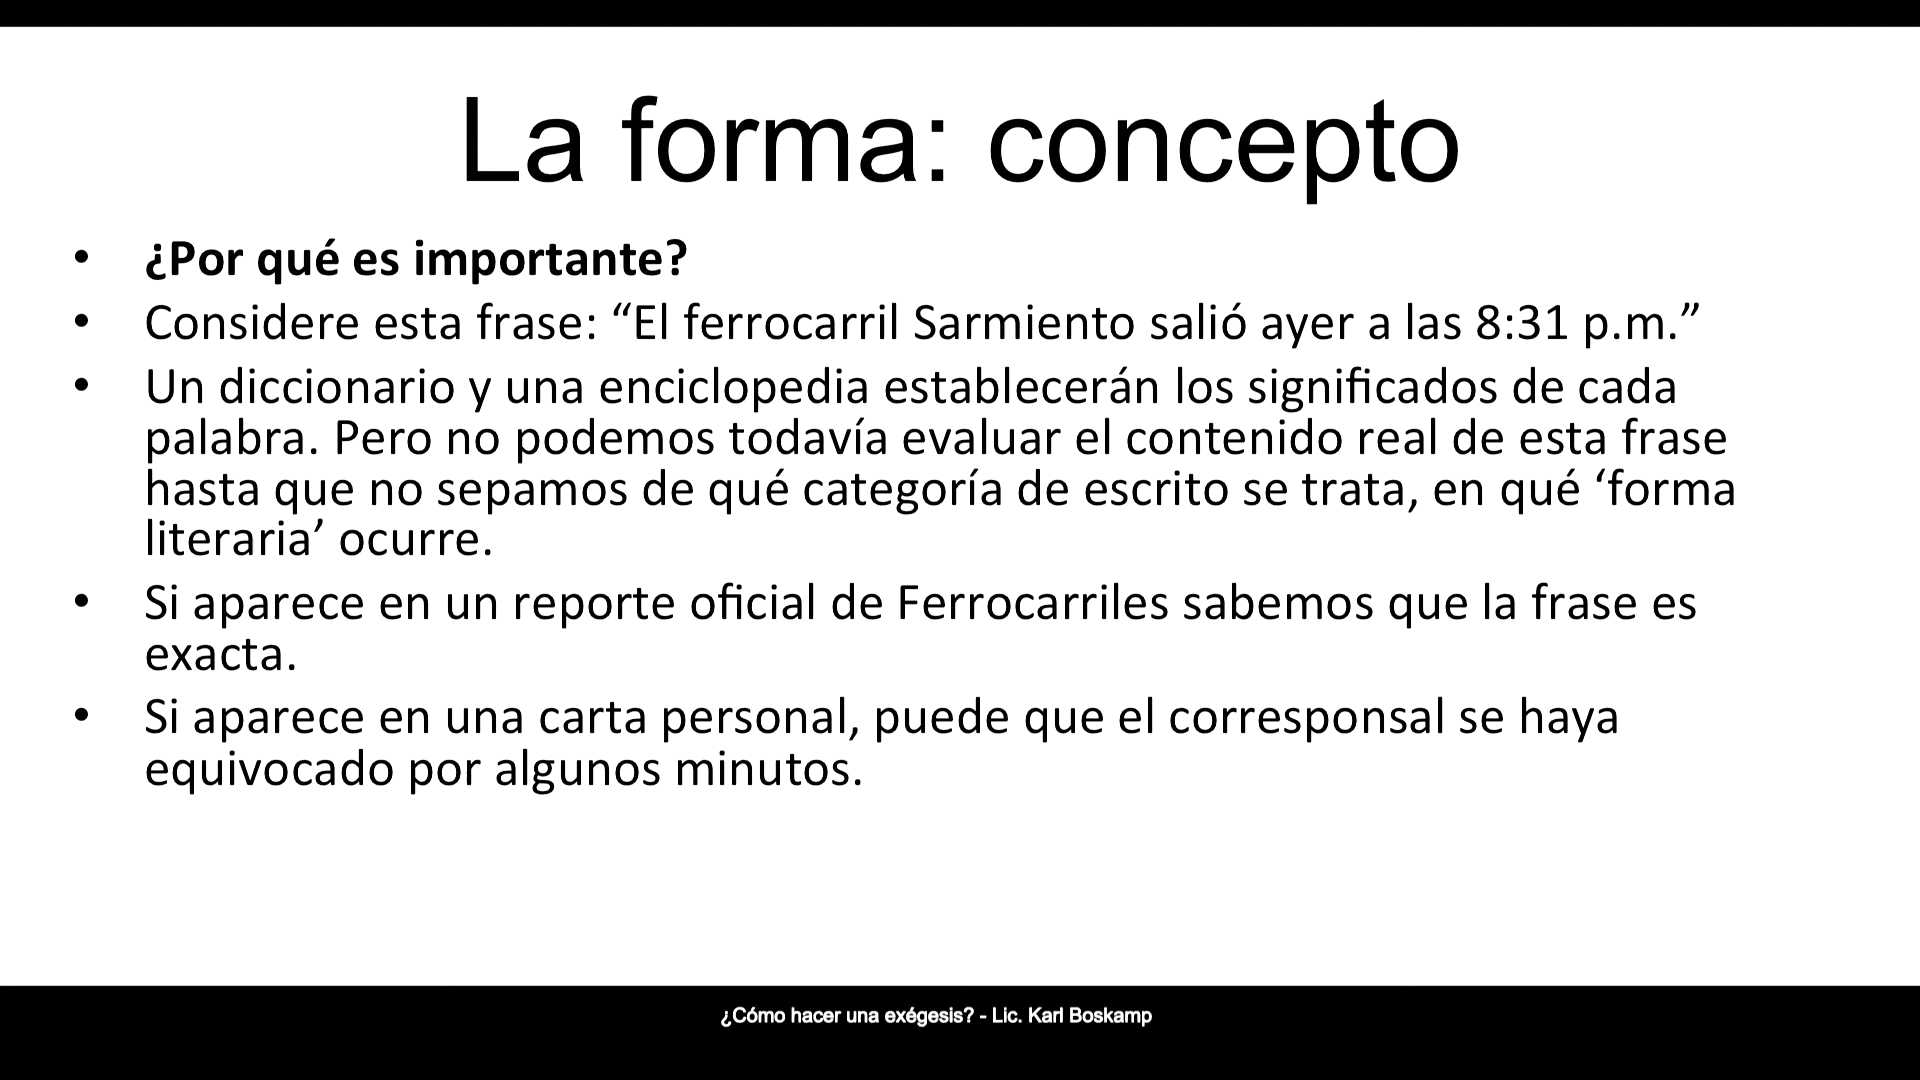 La forma: concepto
• ¿Por qué es importante?
• Considere esta frase: “El ferrocarril Sarmiento salió ayer a las 8:31 p.m.”
• Un diccionario y una enciclopedia establecerán los significados de cada
palabra. Pero no podemos todavía evaluar el contenido real de esta frase
hasta que no sepamos de qué categoría de escrito se trata, en qué ‘forma
literaria’ ocurre.
• Si aparece en un reporte oficial de Ferrocarriles sabemos que la frase es
exacta.
• Si aparece en una carta personal, puede que el corresponsal se haya
equivocado por algunos minutos.
¿Cómo hacer una exégesis? - Lic. Karl Boskamp